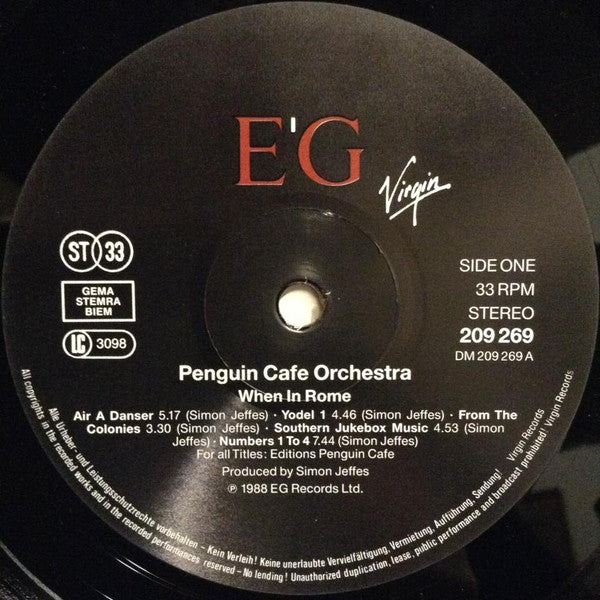 E'G
Virgin
ST 33
GEMA
STEMRA
BIEM
LC 3098
SIDE ONE
33 RPM
STEREO
209 269
DM 209 269 A
Penguin Cafe Orchestra
When In Rome
Air A Danser 5.17 (Simon Jeffes) · Yodel 1 4.46 (Simon Jeffes) · From The
Colonies 3.30 (Simon Jeffes) · Southern Jukebox Music 4.53 (Simon
Jeffes) · Numbers 1 To 4 7.44 (Simon Jeffes)
For all Titles: Editions Penguin Cafe
Produced by Simon Jeffes
℗ 1988 EG Records Ltd.
Alle Urheber- und Leistungsschutzrechte vorbehalten – Kein Verleih! Keine unerlaubte Vervielfältigung, Vermietung, Aufführung, Sendung! Virgin Records
All copyrights in the recorded works and in the recorded performances reserved – No lending! Unauthorized duplication, lease, public performance and broadcast prohibited! Virgin Records